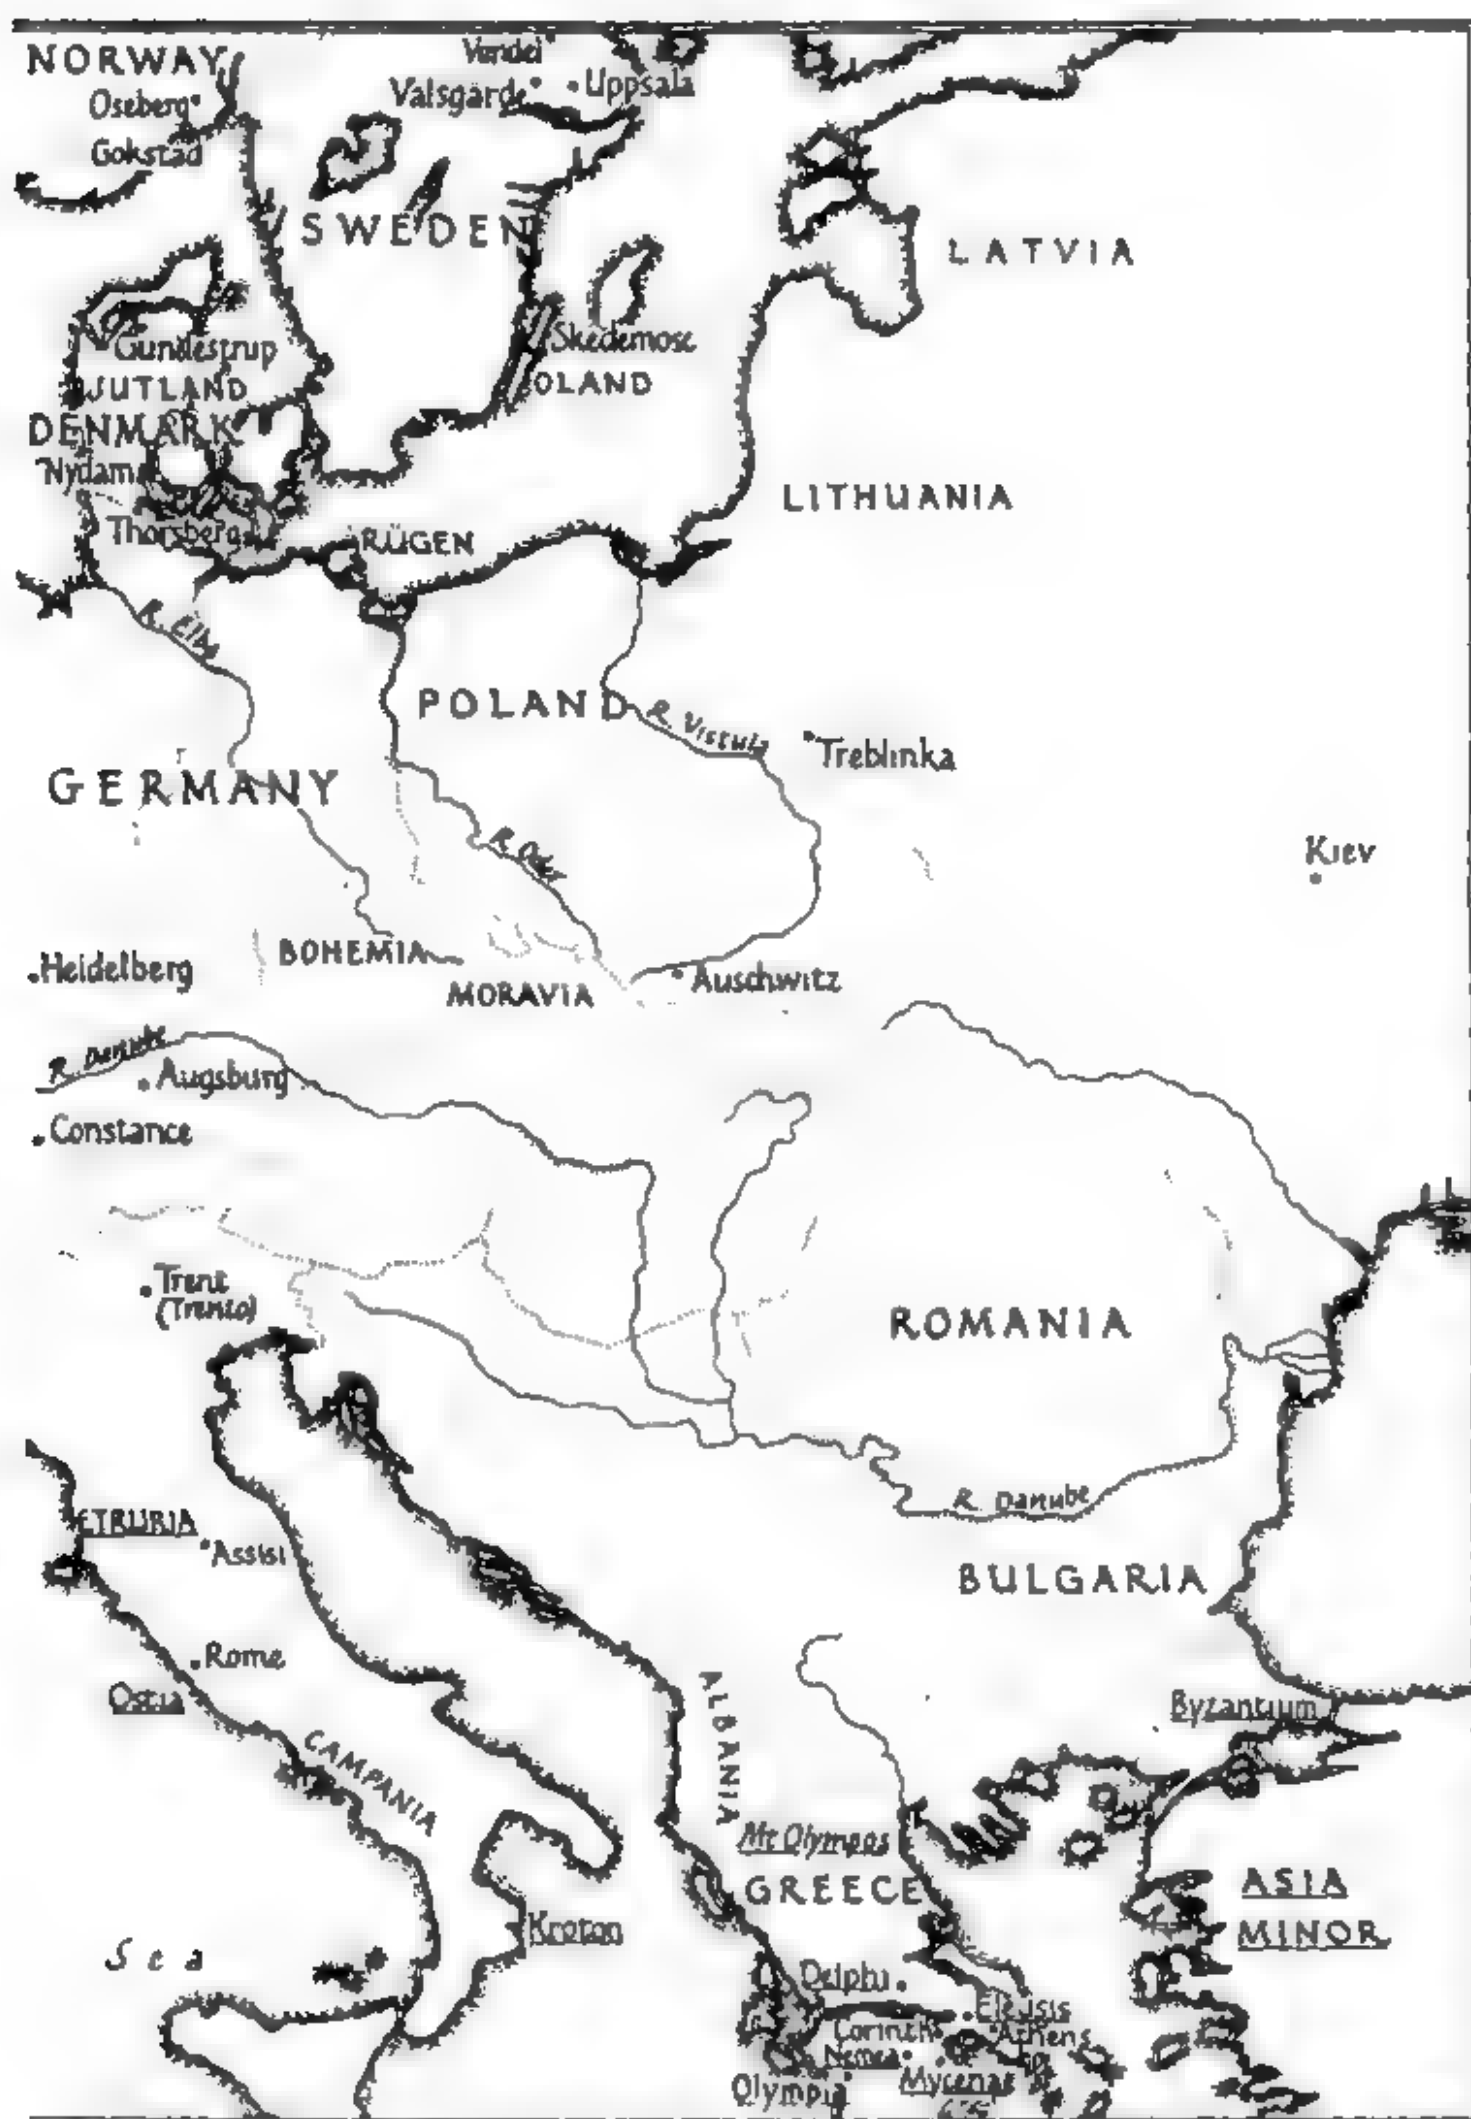 NORWAY
Vendel
Valsgärde
Uppsala
Oseberg
Gokstad
SWEDEN
LATVIA
Skedemose
OLAND
Gundestrup
JUTLAND
DENMARK
Nydam
LITHUANIA
Thorsberg
RÜGEN
R. Elbe
POLAND
R. Vistula
Treblinka
GERMANY
R. Oder
Kiev
BOHEMIA
Heidelberg
MORAVIA
Auschwitz
R. Danube
Augsburg
Constance
Trent
(Trento)
ROMANIA
R. Danube
ETRURIA
Assisi
BULGARIA
Rome
Ostia
ALBANIA
Byzantium
CAMPANIA
Mt Olympos
GREECE
ASIA
MINOR
Kroton
Sea
Delphi
Eleusis
Corinth
Athens
Nemea
Olympia
Mycenae